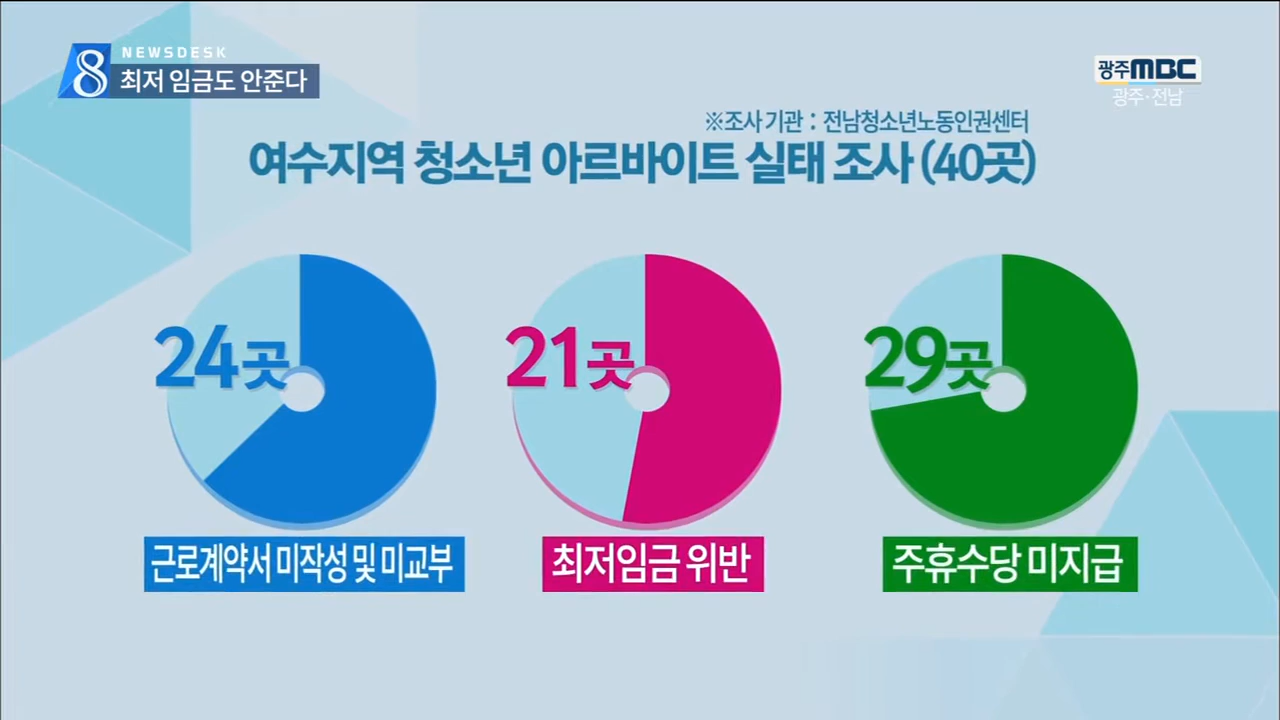 8 NEWSDESK
최저 임금도 안준다
광주MBC
광주·전남
※조사 기관 : 전남청소년노동인권센터
여수지역 청소년 아르바이트 실태 조사 (40곳)
24곳
21곳
29곳
근로계약서 미작성 및 미교부
최저임금 위반
주휴수당 미지급